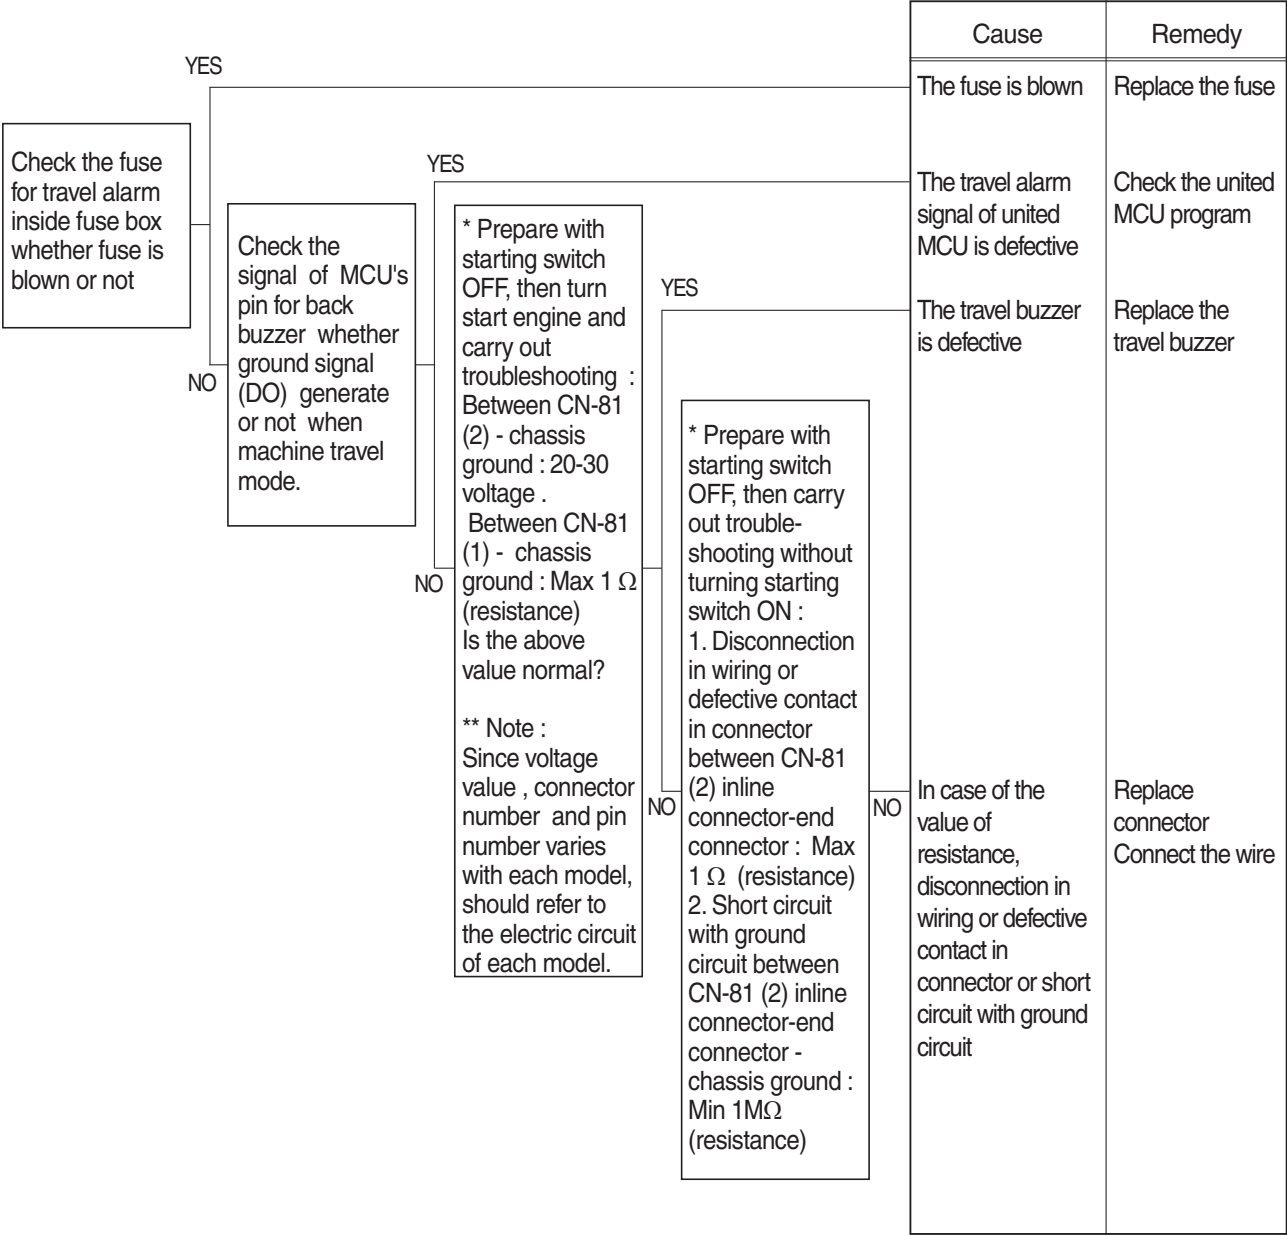 Cause
Remedy
YES
The fuse is blown
Replace the fuse
Check the fuse
for travel alarm
inside fuse box
whether fuse is
blown or not
YES
The travel alarm
signal of united
MCU is defective
Check the united
MCU program
NO
Check the
signal of MCU's
pin for back
buzzer whether
ground signal
(DO) generate
or not when
machine travel
mode.
YES
The travel buzzer
is defective
Replace the
travel buzzer
NO
* Prepare with
starting switch
OFF, then turn
start engine and
carry out
troubleshooting :
Between CN-81
(2) - chassis
ground : 20-30
voltage .
Between CN-81
(1) - chassis
ground : Max 1 Ω
(resistance)
Is the above
value normal?
** Note :
Since voltage
value , connector
number and pin
number varies
with each model,
should refer to
the electric circuit
of each model.
NO
* Prepare with
starting switch
OFF, then carry
out trouble-
shooting without
turning starting
switch ON :
1. Disconnection
in wiring or
defective contact
in connector
between CN-81
(2) inline
connector-end
connector : Max
1 Ω (resistance)
2. Short circuit
with ground
circuit between
CN-81 (2) inline
connector-end
connector -
chassis ground :
Min 1MΩ
(resistance)
NO
In case of the
value of
resistance,
disconnection in
wiring or defective
contact in
connector or short
circuit with ground
circuit
Replace
connector
Connect the wire